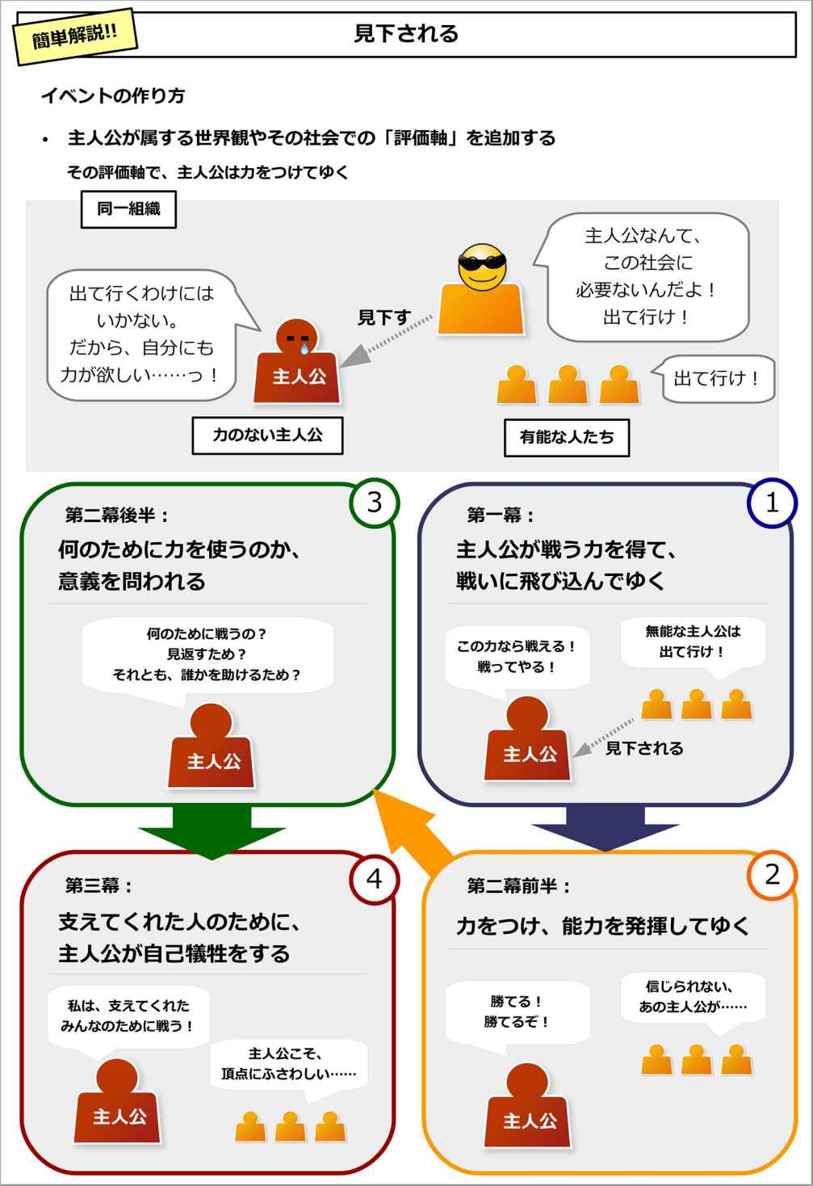 簡単解説!!
見下される
イベントの作り方
・ 主人公が属する世界観やその社会での「評価軸」を追加する
その評価軸で、主人公は力をつけてゆく
同一組織
主人公なんて、
この社会に
必要ないんだよ！
出て行け！
出て行くわけには
いかない。
だから、自分にも
力が欲しい……っ！
見下す
主人公
出て行け！
力のない主人公
有能な人たち
1
第一幕：
主人公が戦う力を得て、
戦いに飛び込んでゆく
この力なら戦える！
戦ってやる！
無能な主人公は
出て行け！
主人公
見下される
2
第二幕前半：
力をつけ、能力を発揮してゆく
勝てる！
勝てるぞ！
信じられない、
あの主人公が……
主人公
3
第二幕後半：
何のために力を使うのか、
意義を問われる
何のために戦うの？
見返すため？
それとも、誰かを助けるため？
主人公
4
第三幕：
支えてくれた人のために、
主人公が自己犠牲をする
私は、支えてくれた
みんなのために戦う！
主人公こそ、
頂点にふさわしい……
主人公